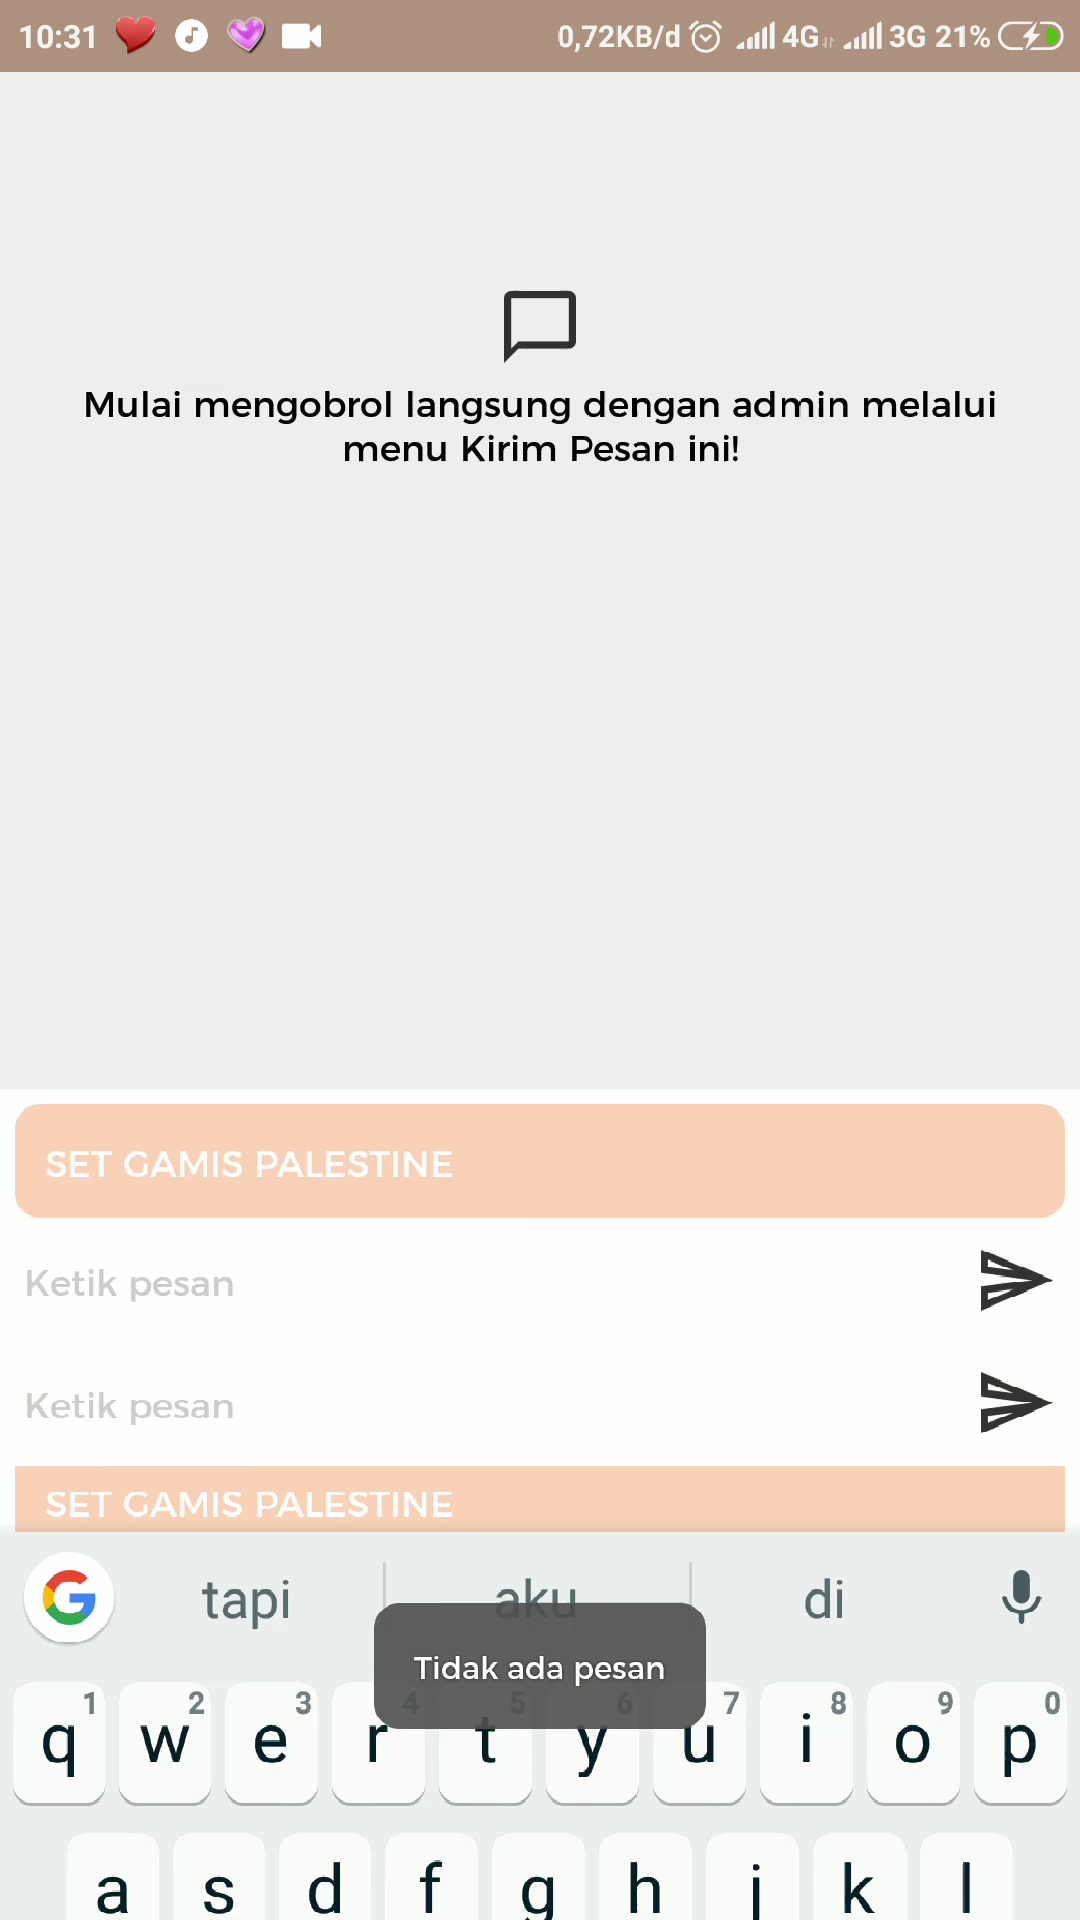 10:31 0,72KB/d 4G 3G 21%
Mulai mengobrol langsung dengan admin melalui
menu Kirim Pesan ini!
SET GAMIS PALESTINE
Ketik pesan
Ketik pesan
SET GAMIS PALESTINE
G tapi aku di
Tidak ada pesan
1 2 3 4 5 6 7 8 9 0
q w e r t y u i o p
a s d f g h j k l